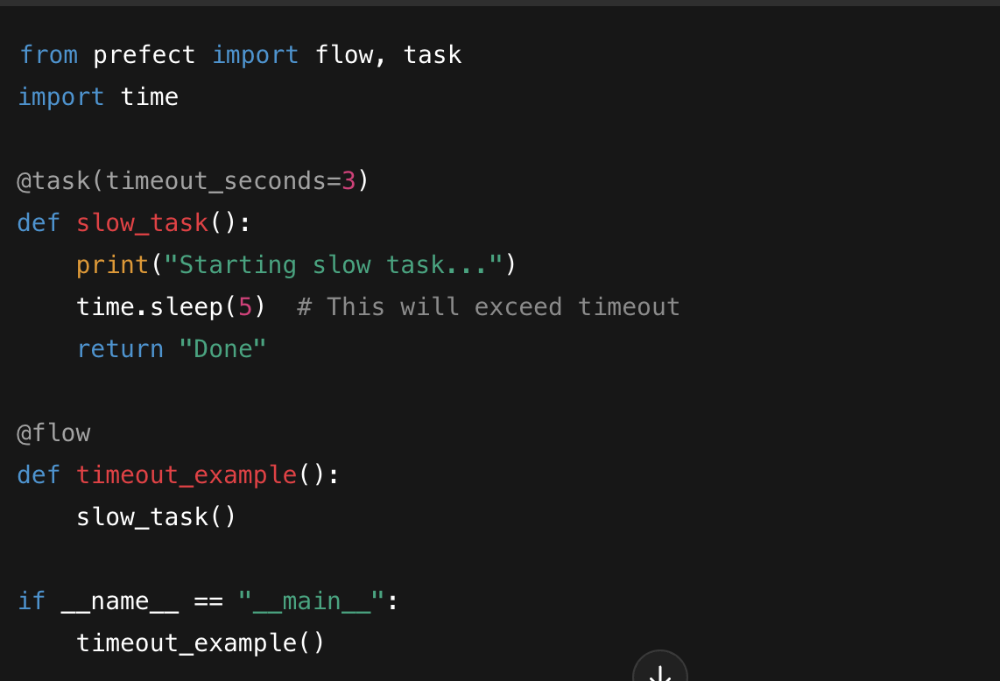 from prefect import flow, task
import time
@task(timeout_seconds=3)
def slow_task():
    print("Starting slow task...")
    time.sleep(5)  # This will exceed timeout
    return "Done"
@flow
def timeout_example():
    slow_task()
if __name__ == "__main__":
    timeout_example()